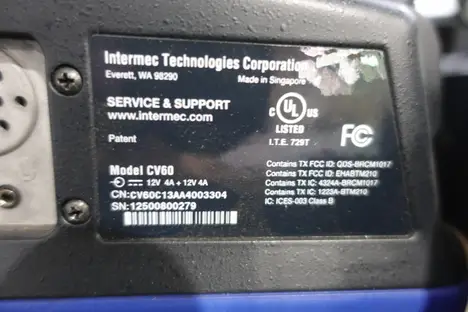 Intermec Technologies Corporation
Everett, WA 98290
Made in Singapore
SERVICE & SUPPORT
www.intermec.com
Patent
C UL US
LISTED
I.T.E. 729T
FC
Model CV60
12V 4A + 12V 4A
CN:CV60C13AA4003304
SN:12500800279
Contains TX FCC ID: QDS-BRCM1017
Contains TX FCC ID: EHABTM210
Contains TX IC: 4324A-BRCM1017
Contains TX IC: 1223A-BTM210
IC: ICES-003 Class B